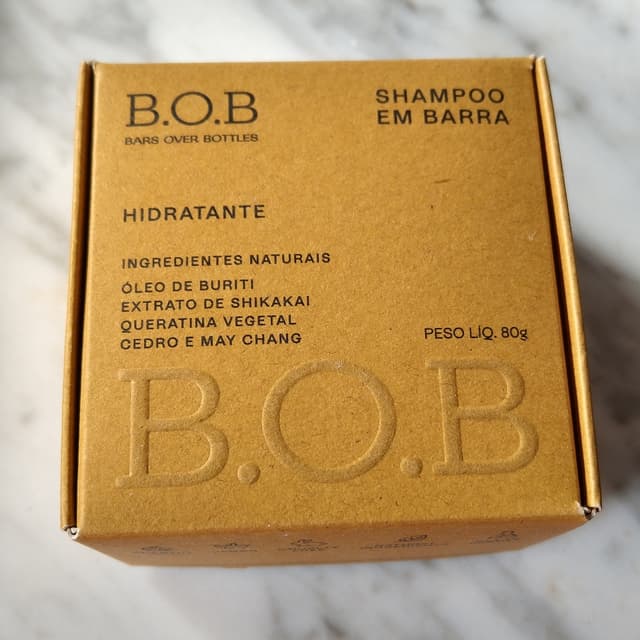 B.O.B
BARS OVER BOTTLES
SHAMPOO
EM BARRA
HIDRATANTE
INGREDIENTES NATURAIS
ÓLEO DE BURITI
EXTRATO DE SHIKAKAI
QUERATINA VEGETAL
CEDRO E MAY CHANG
PESO LÍQ. 80g
B.O.B